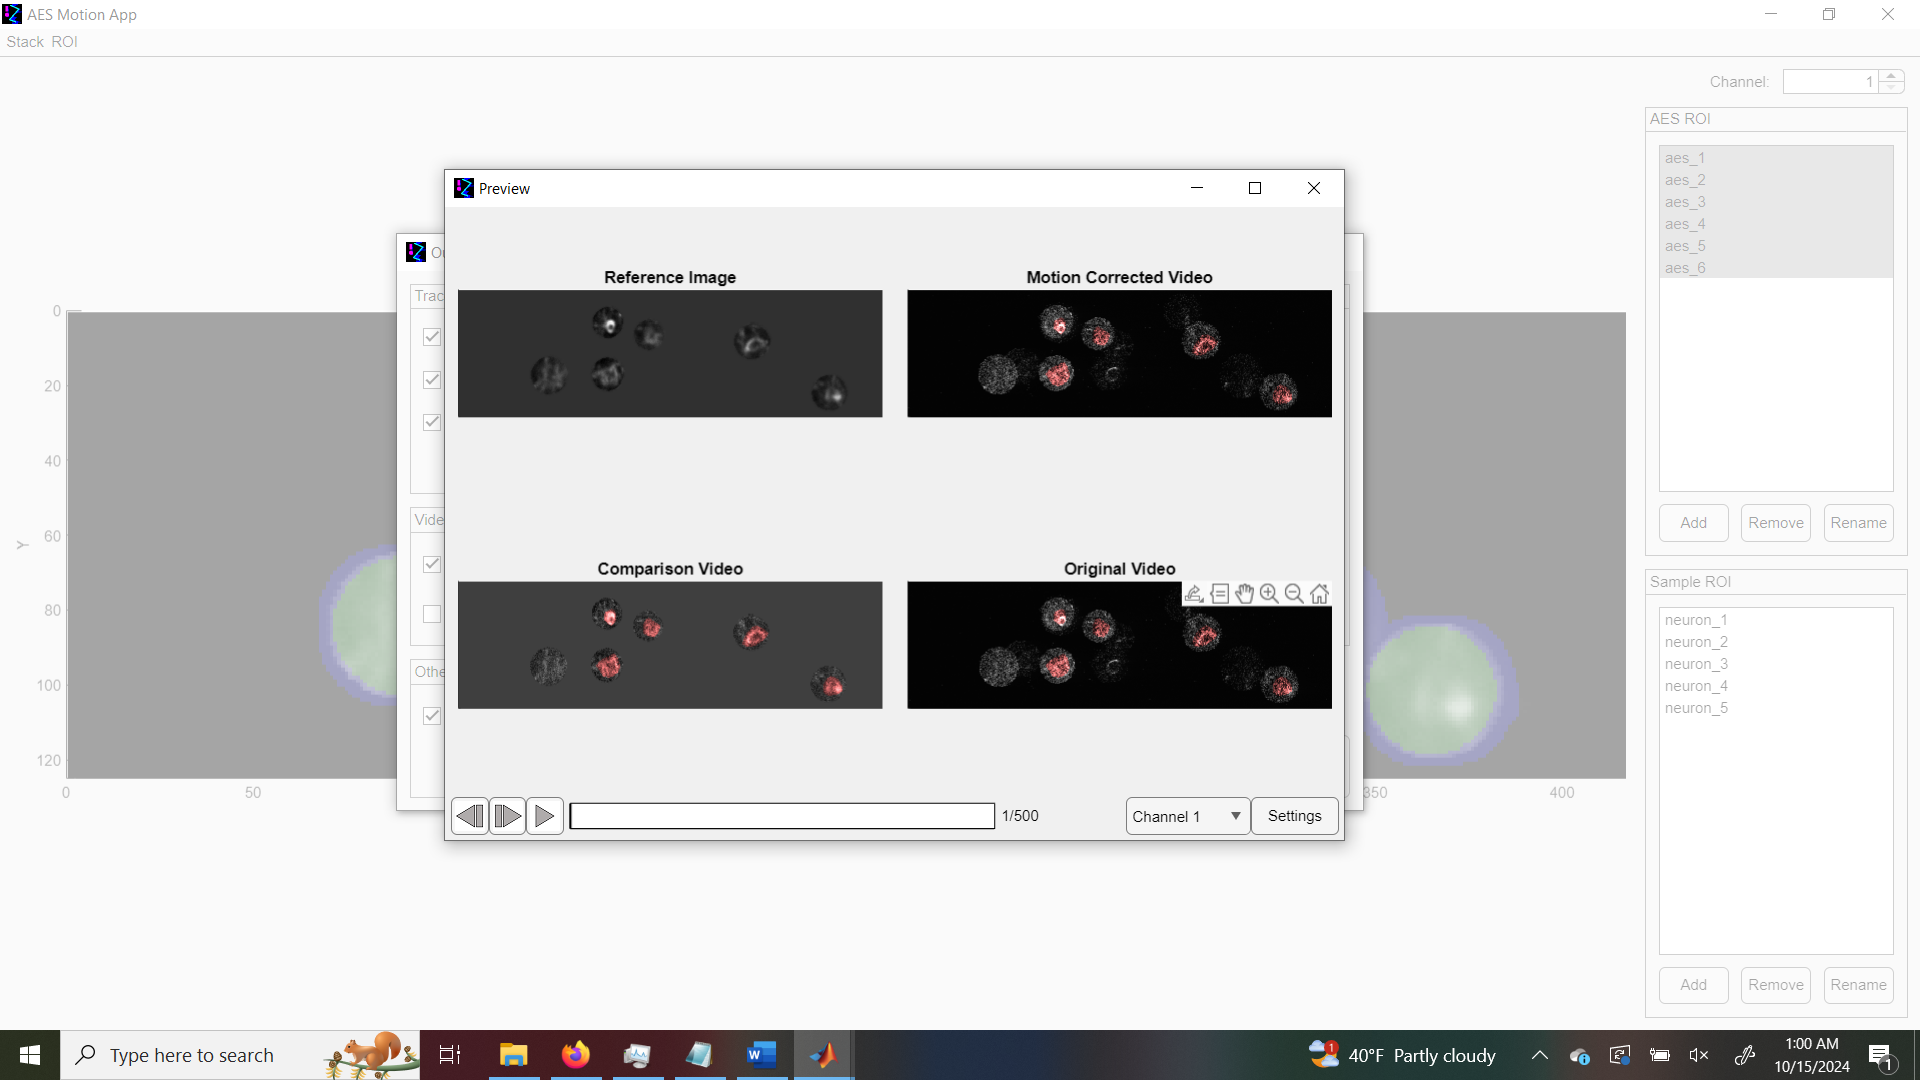 AES Motion App
Stack ROI
Channel: 1
AES ROI
aes_1
aes_2
aes_3
aes_4
aes_5
aes_6
Add Remove Rename
Sample ROI
neuron_1
neuron_2
neuron_3
neuron_4
neuron_5
Add Remove Rename
Y
0
20
40
60
80
100
120
0 50 350 400
Trac
Vide
Othe
Preview
Reference Image
Motion Corrected Video
Comparison Video
Original Video
1/500
Channel 1
Settings
Type here to search
1
40°F Partly cloudy
1:00 AM
10/15/2024
1